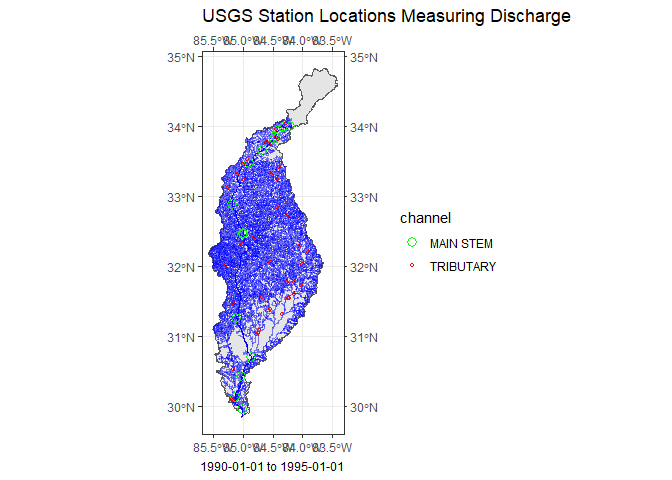 USGS Station Locations Measuring Discharge
85.5°W 85.0°W 84.5°W 84.0°W 83.5°W
35°N 35°N
34°N 34°N
33°N 33°N
channel
MAIN STEM
32°N 32°N
TRIBUTARY
31°N 31°N
30°N 30°N
85.5°W 85.0°W 84.5°W 84.0°W 83.5°W
1990-01-01 to 1995-01-01